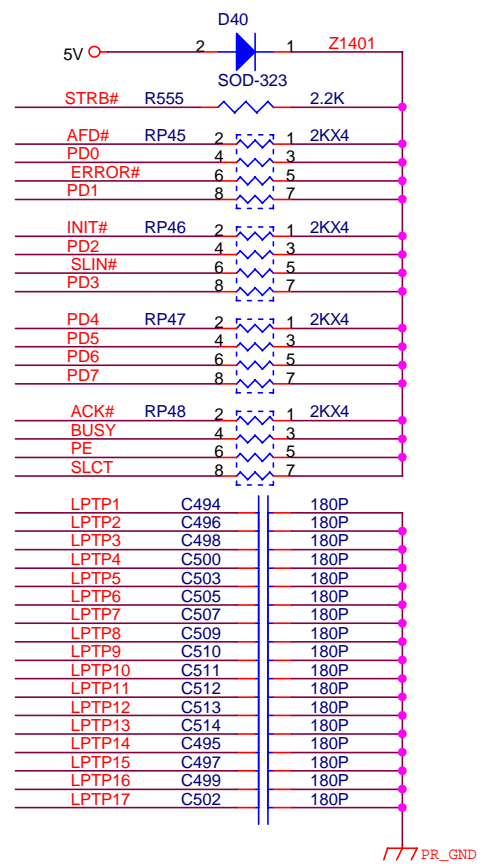 D40
5V 2 1 Z1401
SOD-323
STRB# R555 2.2K
AFD# RP45 2 1 2KX4
PD0 4 3
ERROR# 6 5
PD1 8 7
INIT# RP46 2 1 2KX4
PD2 4 3
SLIN# 6 5
PD3 8 7
PD4 RP47 2 1 2KX4
PD5 4 3
PD6 6 5
PD7 8 7
ACK# RP48 2 1 2KX4
BUSY 4 3
PE 6 5
SLCT 8 7
LPTP1 C494 180P
LPTP2 C496 180P
LPTP3 C498 180P
LPTP4 C500 180P
LPTP5 C503 180P
LPTP6 C505 180P
LPTP7 C507 180P
LPTP8 C509 180P
LPTP9 C510 180P
LPTP10 C511 180P
LPTP11 C512 180P
LPTP12 C513 180P
LPTP13 C514 180P
LPTP14 C495 180P
LPTP15 C497 180P
LPTP16 C499 180P
LPTP17 C502 180P
PR_GND